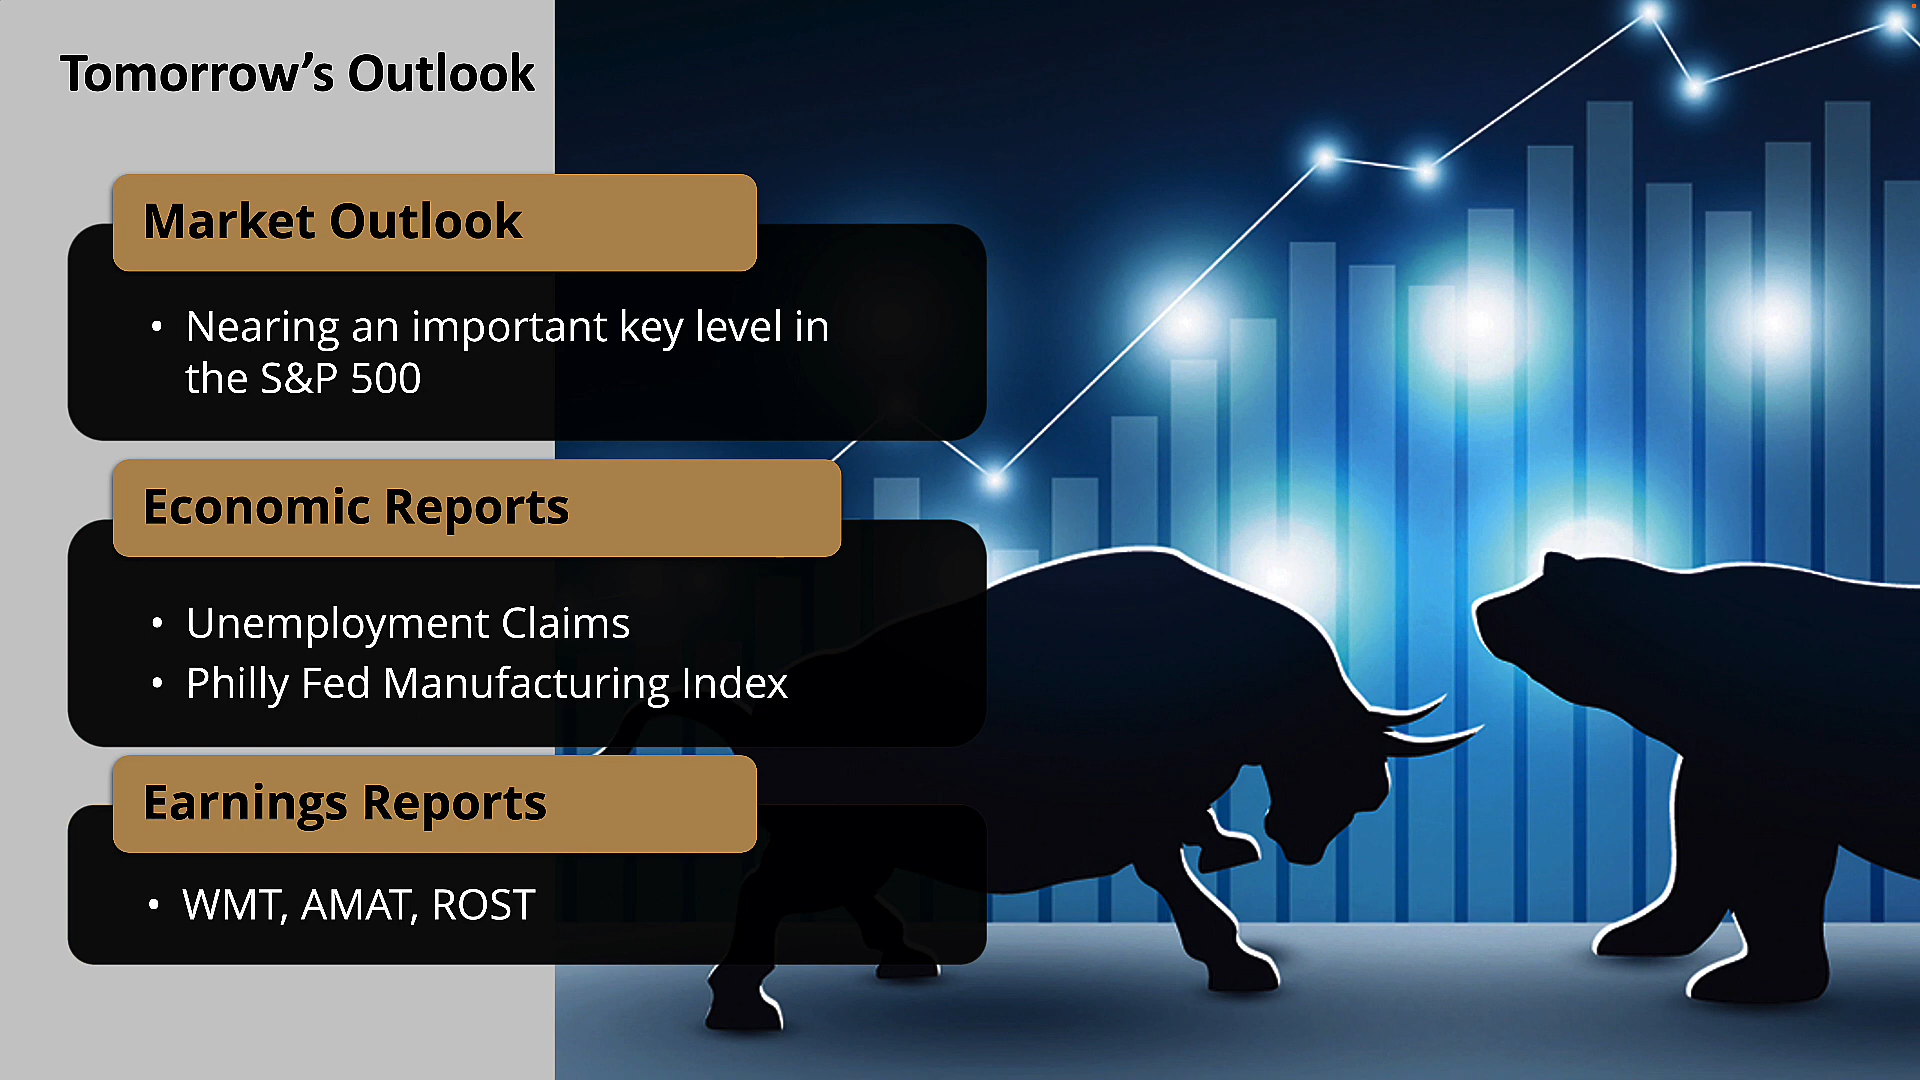 Tomorrow’s Outlook
Market Outlook
• Nearing an important key level in
the S&P 500
Economic Reports
• Unemployment Claims
• Philly Fed Manufacturing Index
Earnings Reports
• WMT, AMAT, ROST